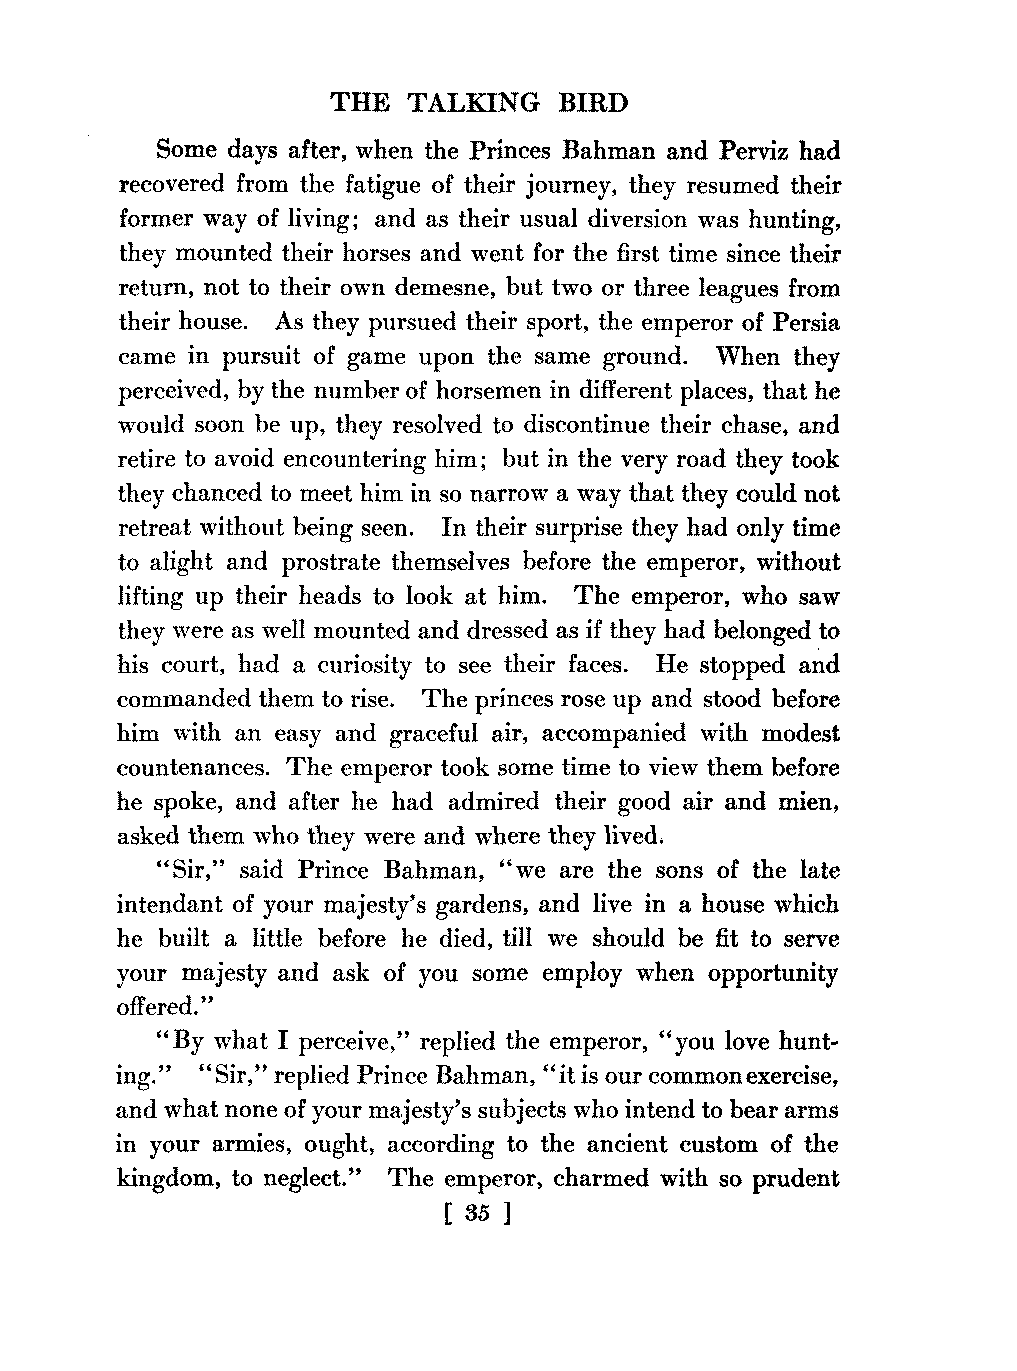 THE TALKING BIRD
Some days after, when the Princes Bahman and Perviz had
recovered from the fatigue of their journey, they resumed their
former way of living; and as their usual diversion was hunting,
they mounted their horses and went for the first time since their
return, not to their own demesne, but two or three leagues from
their house. As they pursued their sport, the emperor of Persia
came in pursuit of game upon the same ground. When they
perceived, by the number of horsemen in different places, that he
would soon be up, they resolved to discontinue their chase, and
retire to avoid encountering him; but in the very road they took
they chanced to meet him in so narrow a way that they could not
retreat without being seen. In their surprise they had only time
to alight and prostrate themselves before the emperor, without
lifting up their heads to look at him. The emperor, who saw
they were as well mounted and dressed as if they had belonged to
his court, had a curiosity to see their faces. He stopped and
commanded them to rise. The princes rose up and stood before
him with an easy and graceful air, accompanied with modest
countenances. The emperor took some time to view them before
he spoke, and after he had admired their good air and mien,
asked them who they were and where they lived.
"Sir," said Prince Bahman, "we are the sons of the late
intendant of your majesty's gardens, and live in a house which
he built a little before he died, till we should be fit to serve
your majesty and ask of you some employ when opportunity
offered."
"By what I perceive," replied the emperor, "you love hunt-
ing." "Sir," replied Prince Bahman, "it is our common exercise,
and what none of your majesty's subjects who intend to bear arms
in your armies, ought, according to the ancient custom of the
kingdom, to neglect." The emperor, charmed with so prudent
[ 35 ]